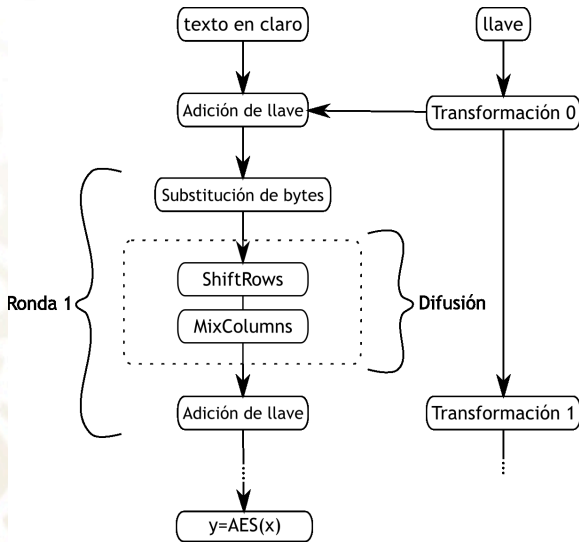 texto en claro
llave
Adición de llave
Transformación 0
Substitución de bytes
ShiftRows
Ronda 1
Difusión
MixColumns
Adición de llave
Transformación 1
y=AES(x)